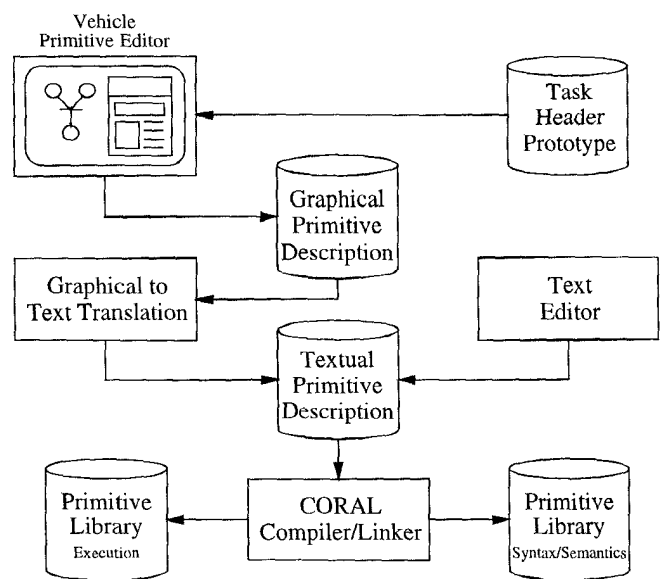 Vehicle
Primitive Editor
Task
Header
Prototype
Graphical
Primitive
Description
Graphical to
Text Translation
Text
Editor
Textual
Primitive
Description
Primitive
Library
Execution
CORAL
Compiler/Linker
Primitive
Library
Syntax/Semantics